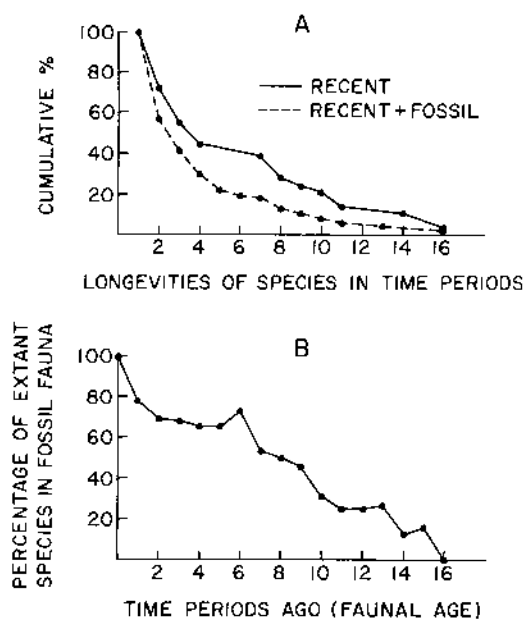 A
100
80
60
40
20
CUMULATIVE %
RECENT
RECENT + FOSSIL
2 4 6 8 10 12 14 16
LONGEVITIES OF SPECIES IN TIME PERIODS
B
100
80
60
40
20
PERCENTAGE OF EXTANT
SPECIES IN FOSSIL FAUNA
2 4 6 8 10 12 14 16
TIME PERIODS AGO (FAUNAL AGE)